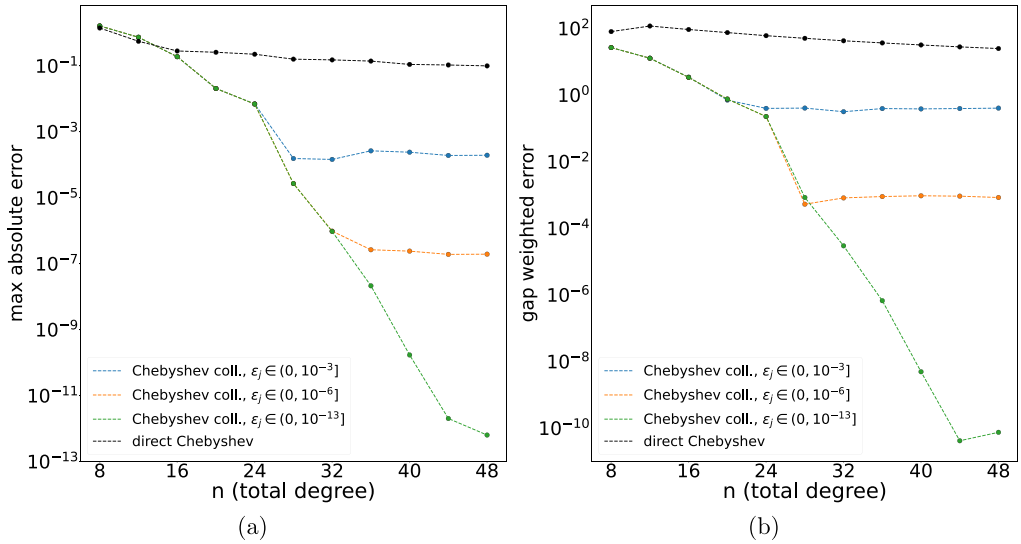 max absolute error
10⁻¹
10⁻³
10⁻⁵
10⁻⁷
10⁻⁹
10⁻¹¹
10⁻¹³
Chebyshev coll., ε_j ∈ (0, 10⁻³]
Chebyshev coll., ε_j ∈ (0, 10⁻⁶]
Chebyshev coll., ε_j ∈ (0, 10⁻¹³]
direct Chebyshev
8 16 24 32 40 48
n (total degree)
(a)
gap weighted error
10²
10⁰
10⁻²
10⁻⁴
10⁻⁶
10⁻⁸
10⁻¹⁰
Chebyshev coll., ε_j ∈ (0, 10⁻³]
Chebyshev coll., ε_j ∈ (0, 10⁻⁶]
Chebyshev coll., ε_j ∈ (0, 10⁻¹³]
direct Chebyshev
8 16 24 32 40 48
n (total degree)
(b)